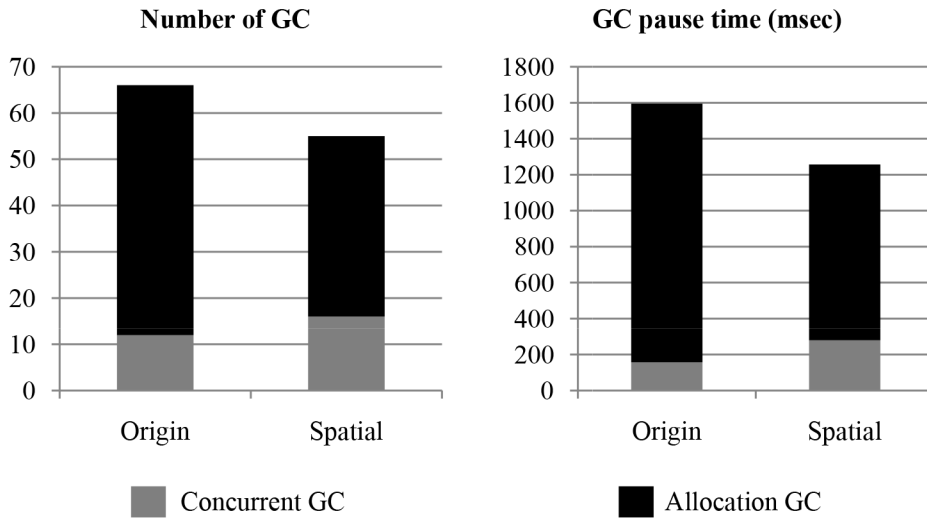 Number of GC
70
60
50
40
30
20
10
0
Origin
Spatial
GC pause time (msec)
1800
1600
1400
1200
1000
800
600
400
200
0
Origin
Spatial
Concurrent GC
Allocation GC